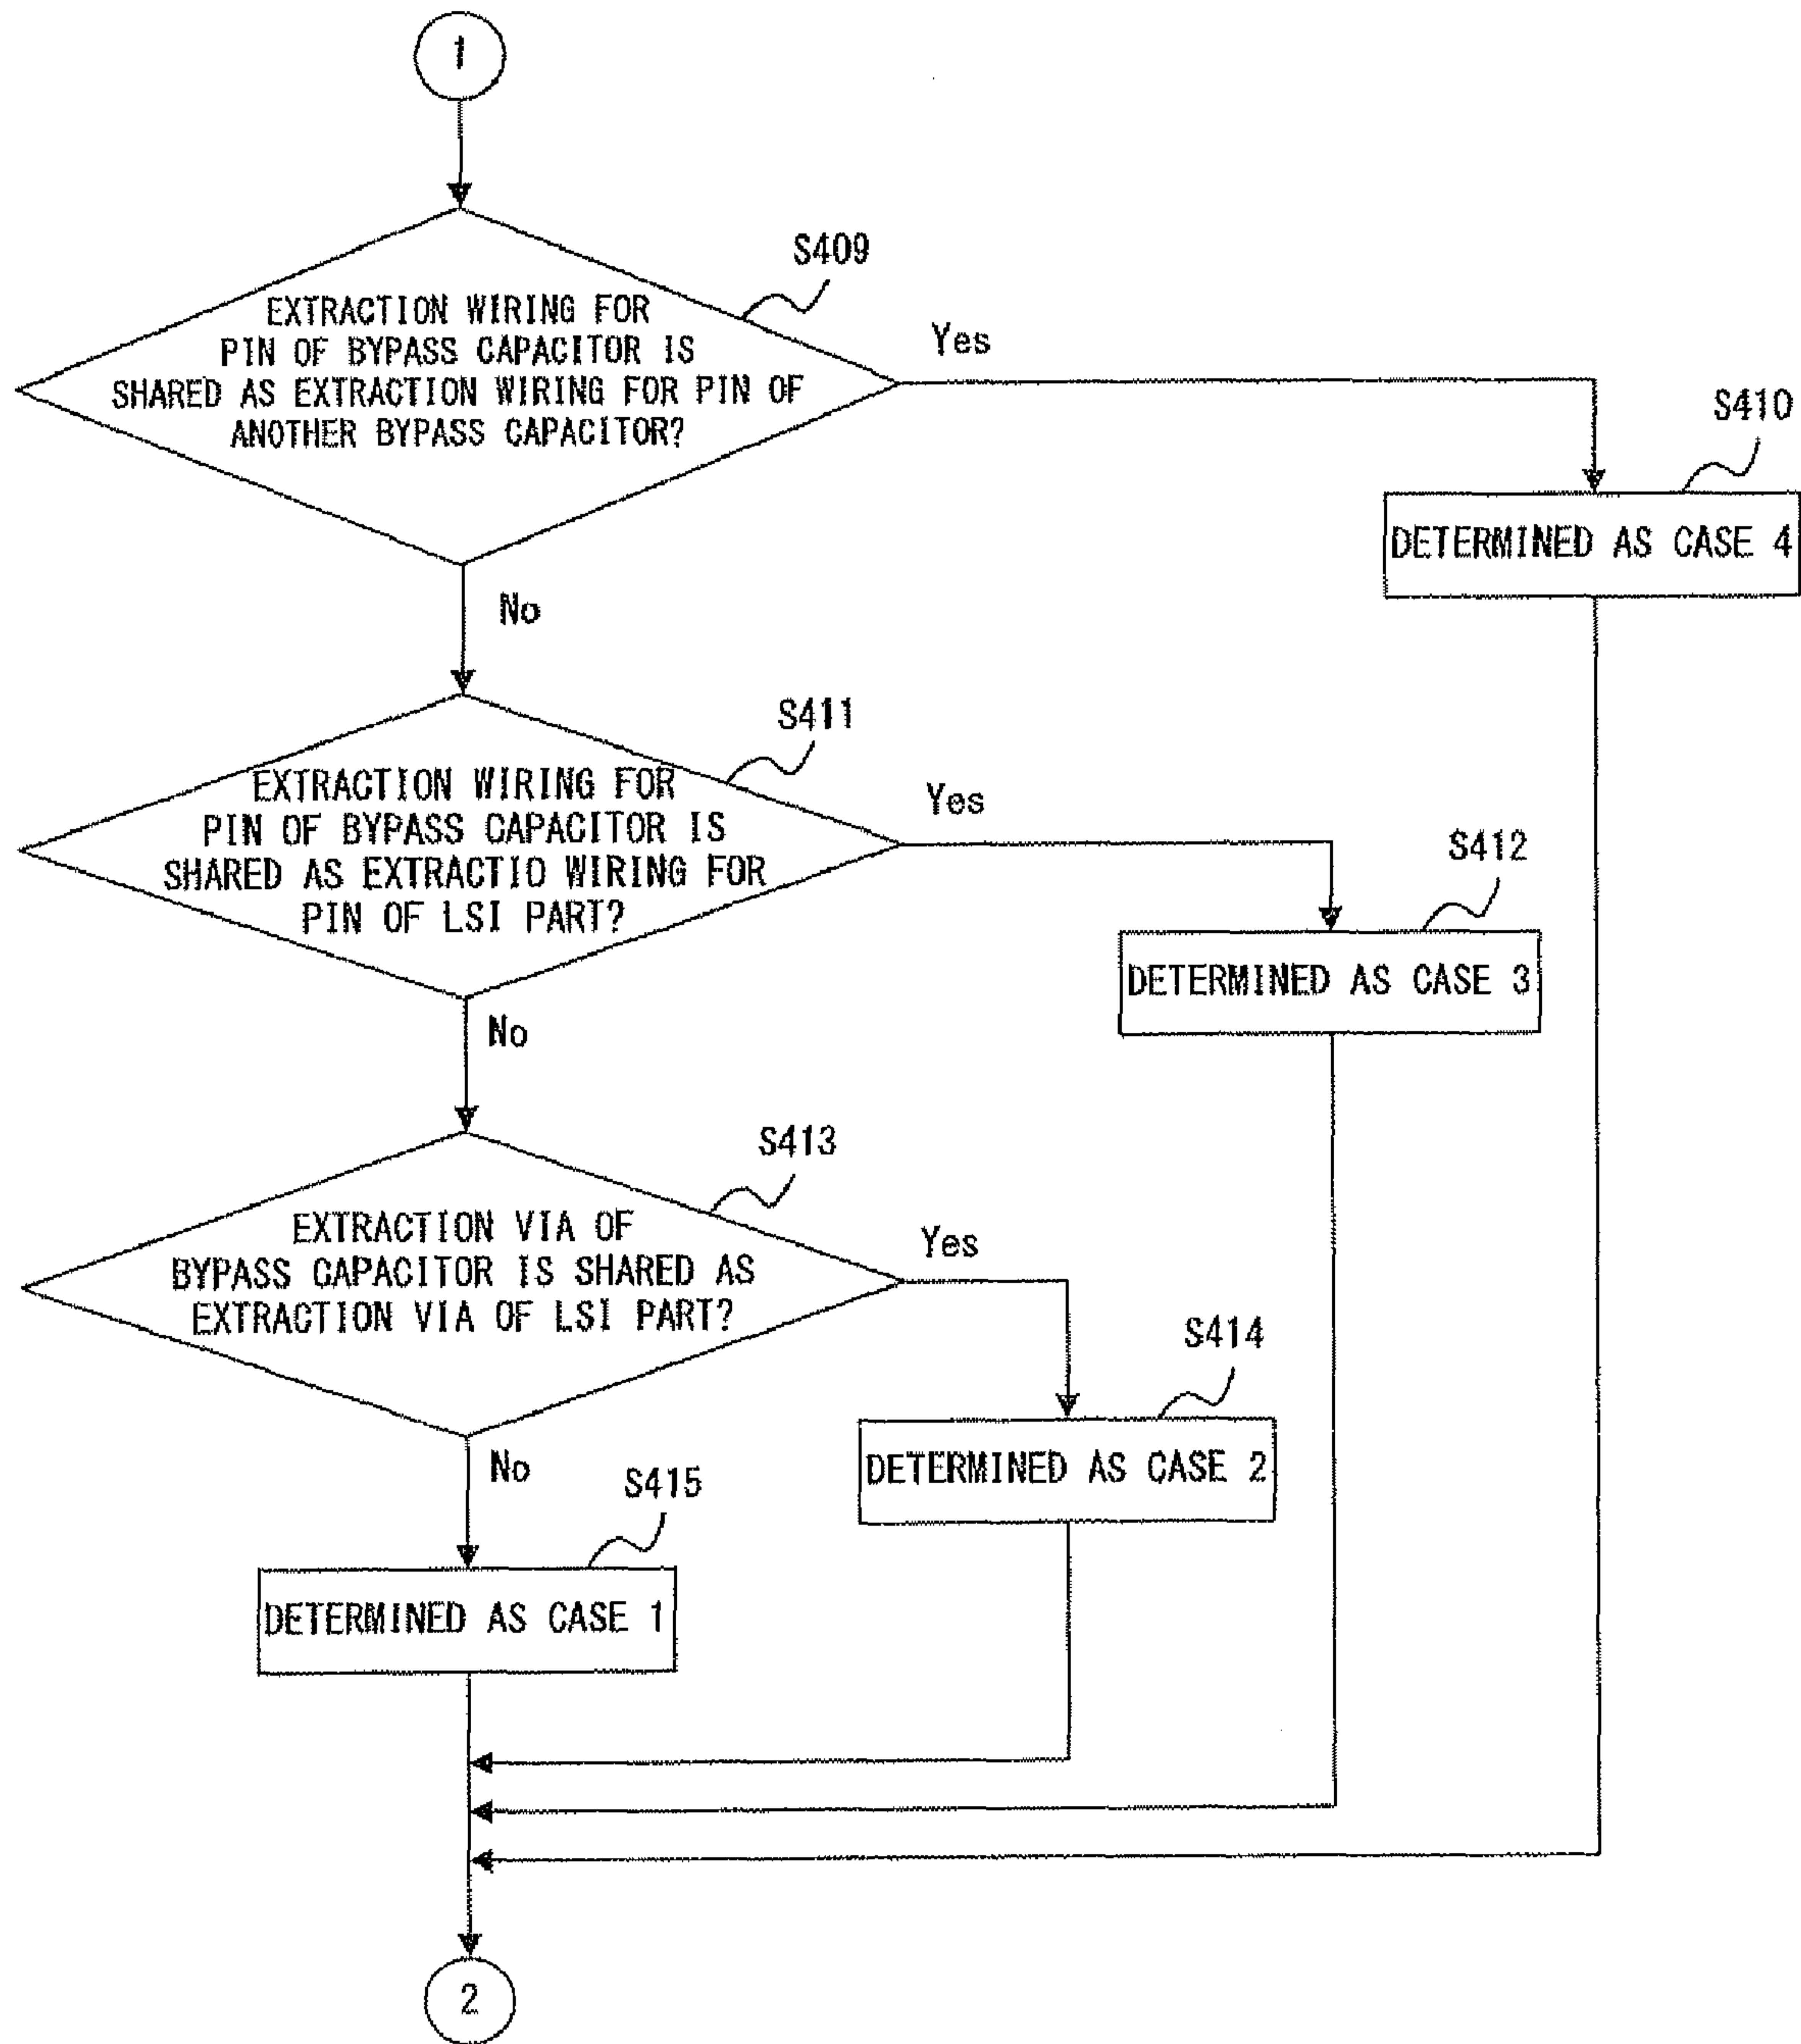 1
S409
EXTRACTION WIRING FOR
PIN OF BYPASS CAPACITOR IS
SHARED AS EXTRACTION WIRING FOR PIN OF
ANOTHER BYPASS CAPACITOR?
Yes
S410
DETERMINED AS CASE 4
No
S411
EXTRACTION WIRING FOR
PIN OF BYPASS CAPACITOR IS
SHARED AS EXTRACTIO WIRING FOR
PIN OF LSI PART?
Yes
S412
DETERMINED AS CASE 3
No
S413
EXTRACTION VIA OF
BYPASS CAPACITOR IS SHARED AS
EXTRACTION VIA OF LSI PART?
Yes
S414
DETERMINED AS CASE 2
No
S415
DETERMINED AS CASE 1
2